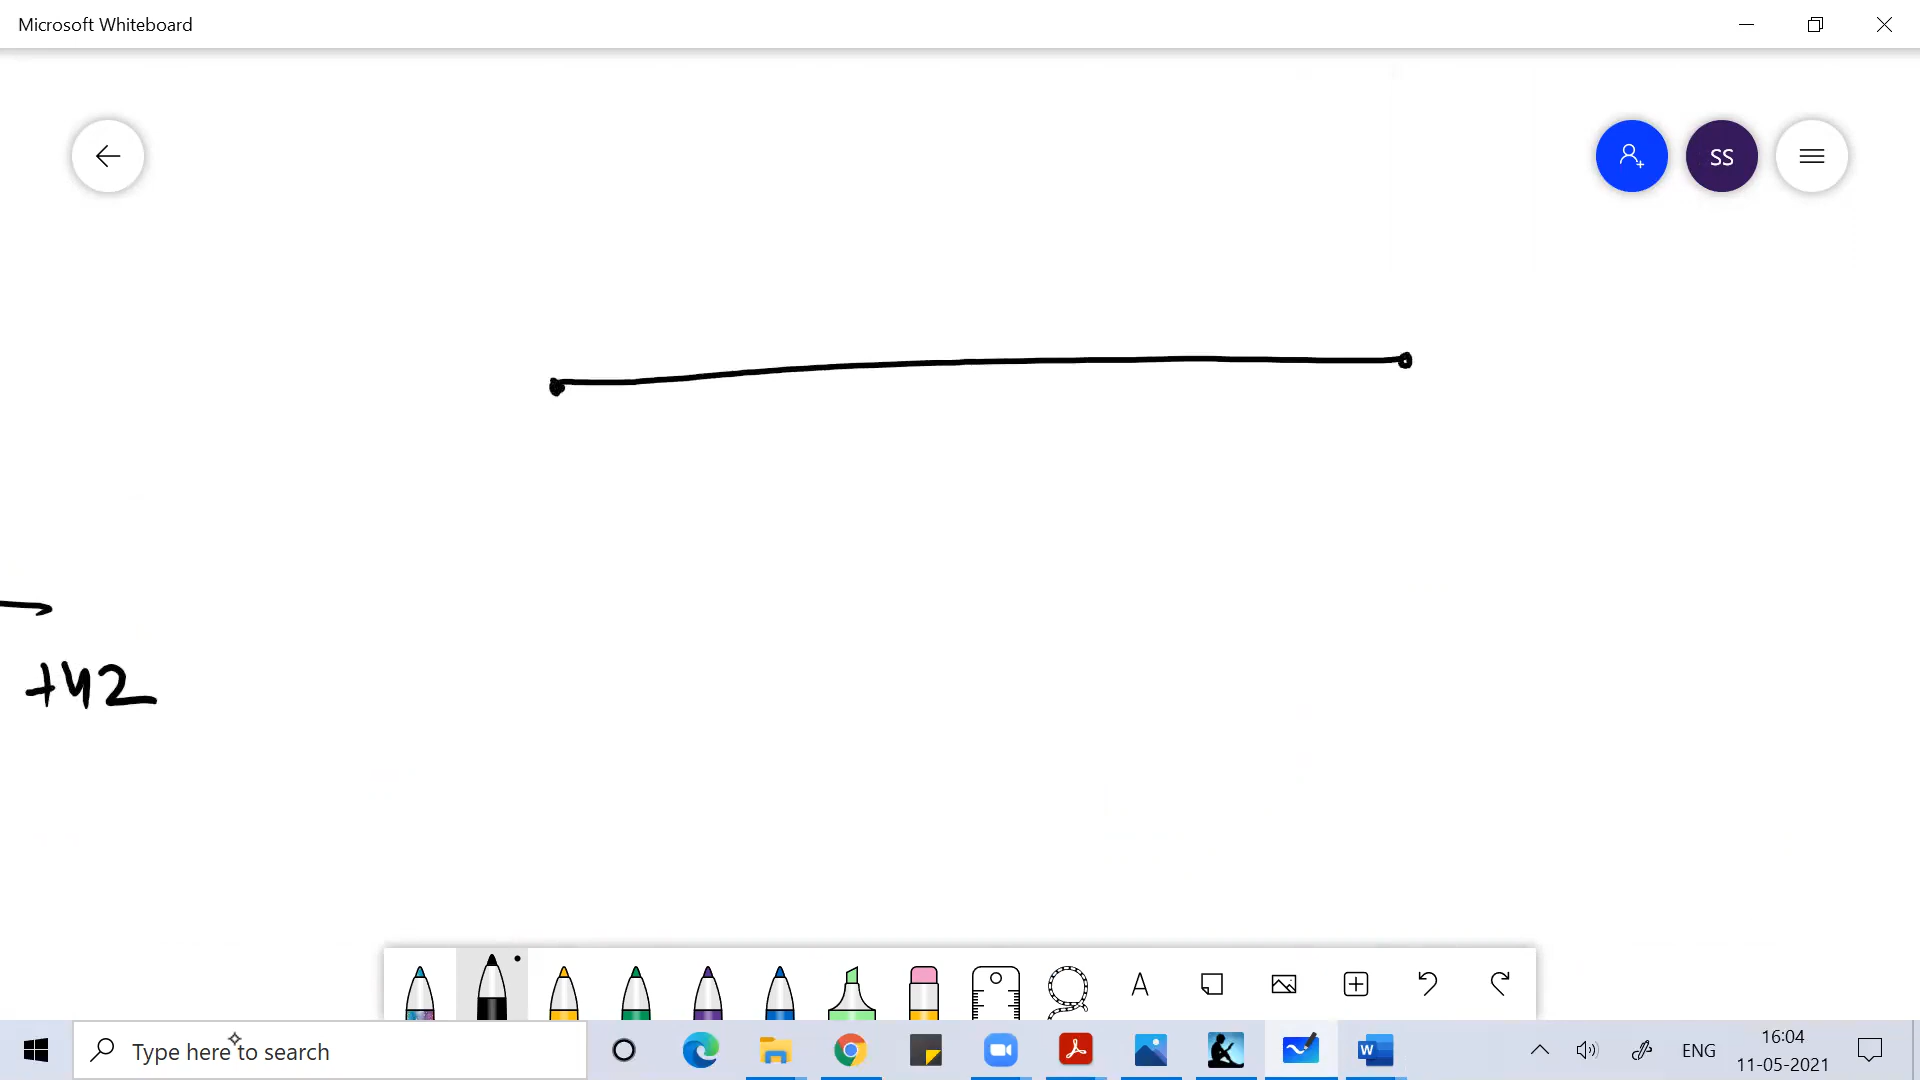 Microsoft Whiteboard
SS
+42
A
Type here to search
W
ENG
16:04
11-05-2021